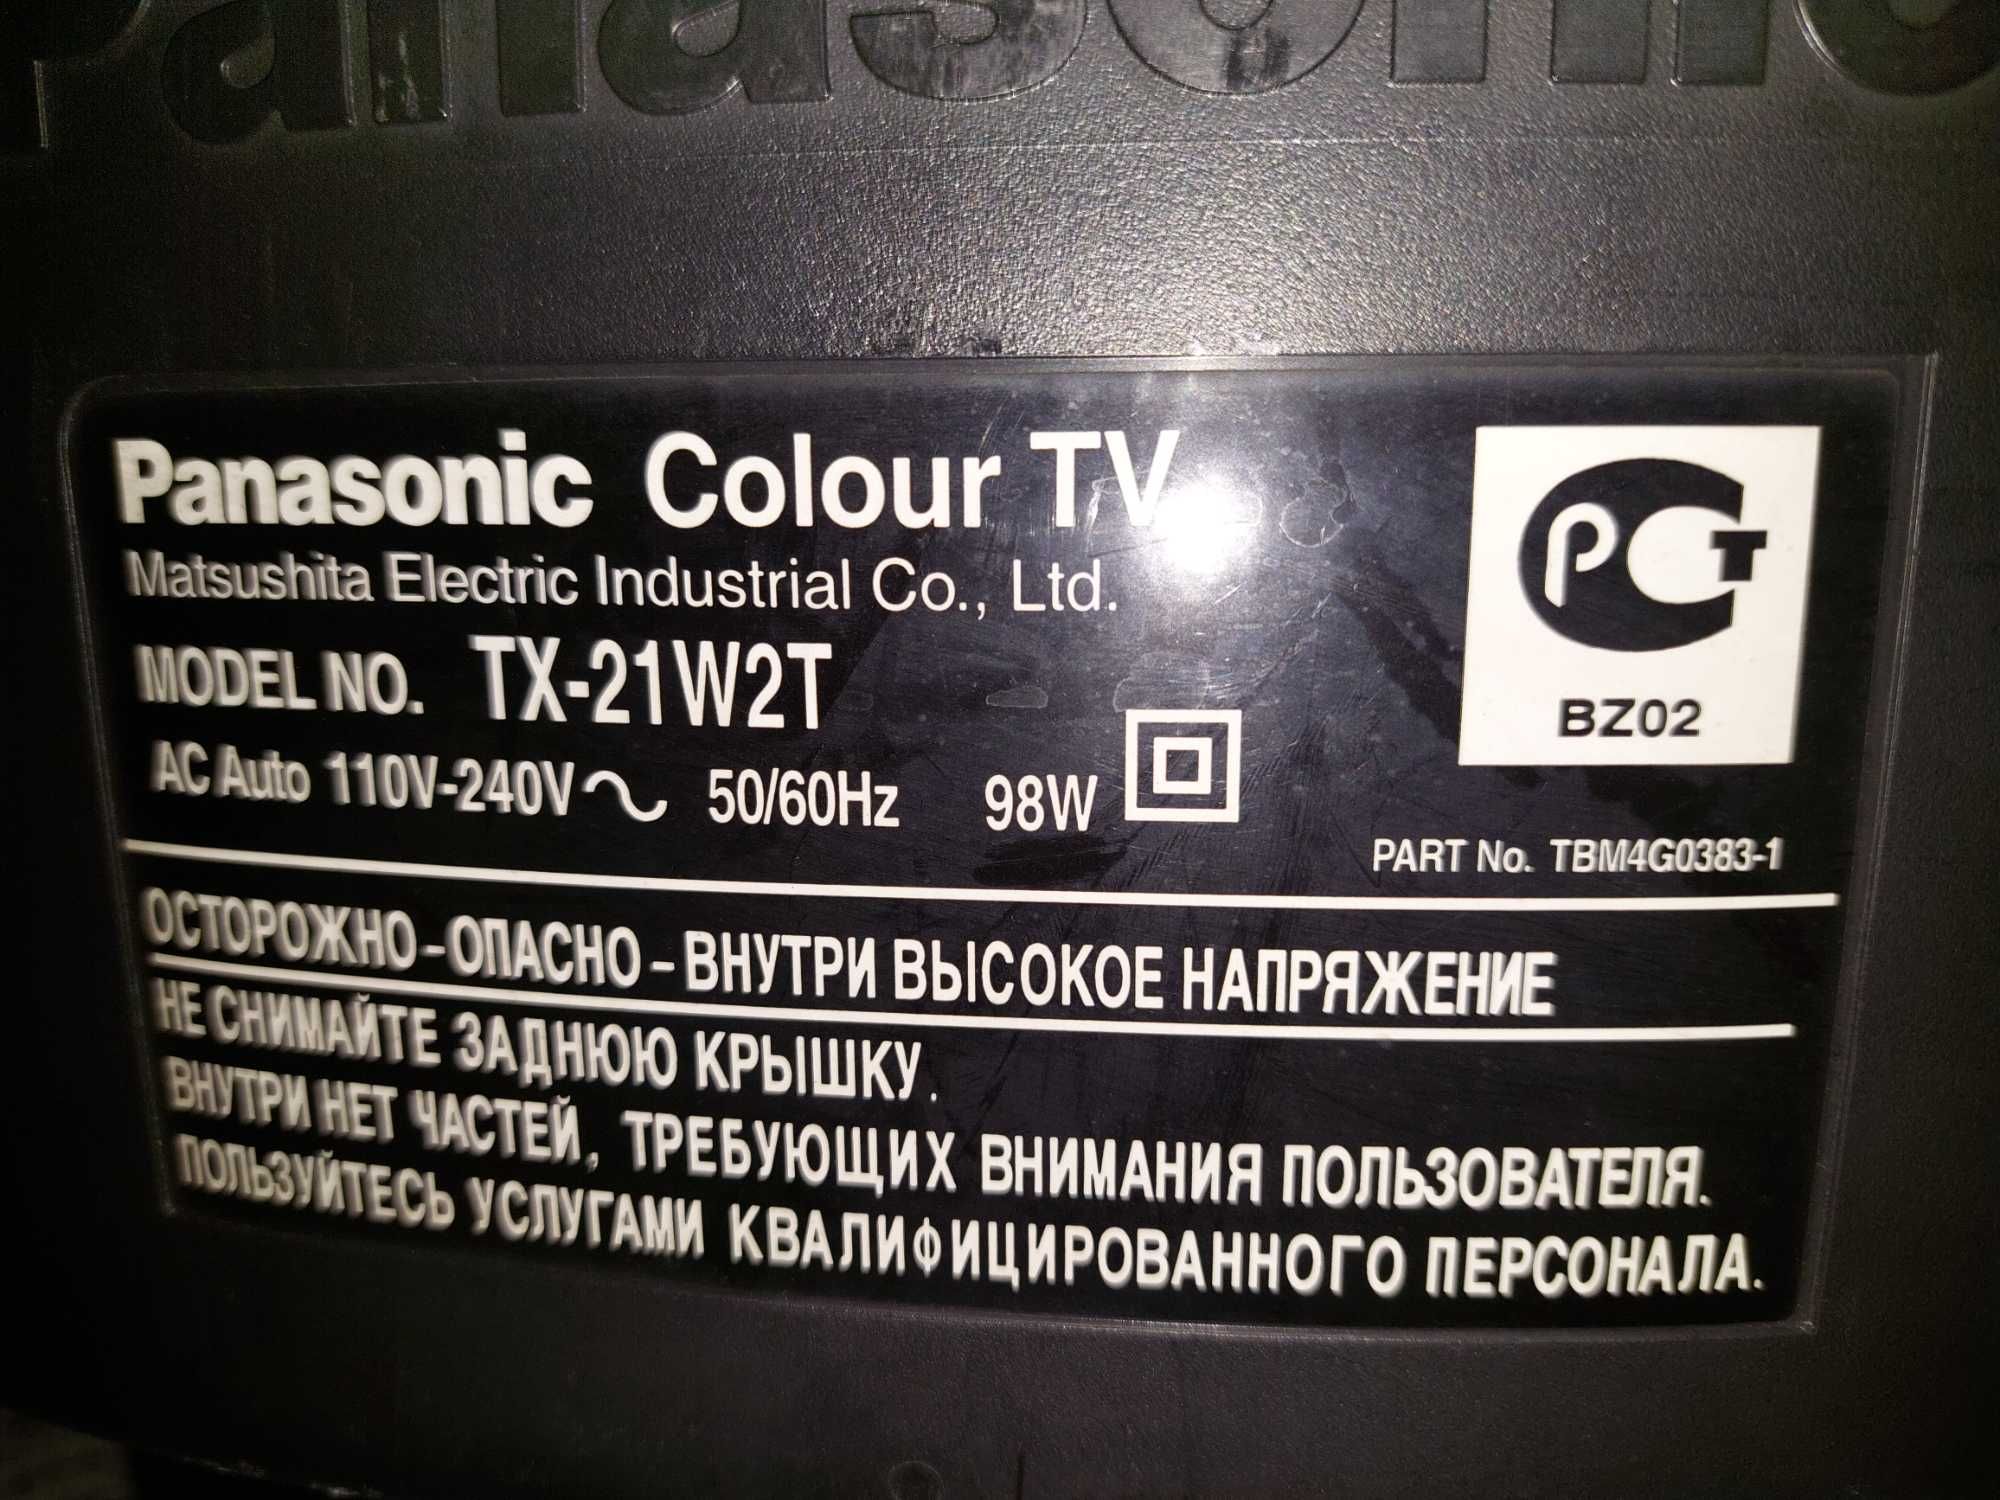 Panasonic
Panasonic Colour TV
Matsushita Electric Industrial Co., Ltd.
MODEL NO. TX-21W2T
AC Auto 110V-240V~ 50/60Hz 98W
РСТ
BZ02
PART No. TBM4G0383-1
ОСТОРОЖНО-ОПАСНО-ВНУТРИ ВЫСОКОЕ НАПРЯЖЕНИЕ
НЕ СНИМАЙТЕ ЗАДНЮЮ КРЫШКУ.
ВНУТРИ НЕТ ЧАСТЕЙ, ТРЕБУЮЩИХ ВНИМАНИЯ ПОЛЬЗОВАТЕЛЯ.
ПОЛЬЗУЙТЕСЬ УСЛУГАМИ КВАЛИФИЦИРОВАННОГО ПЕРСОНАЛА.